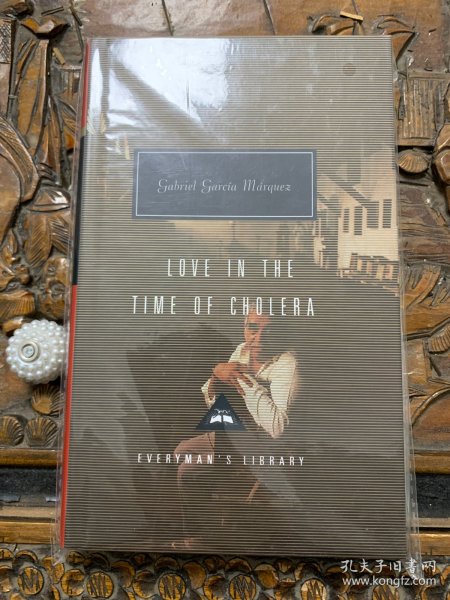 Gabriel García Márquez
LOVE IN THE
TIME OF CHOLERA
EVERYMAN'S LIBRARY
孔夫子旧书网
www.kongfz.com